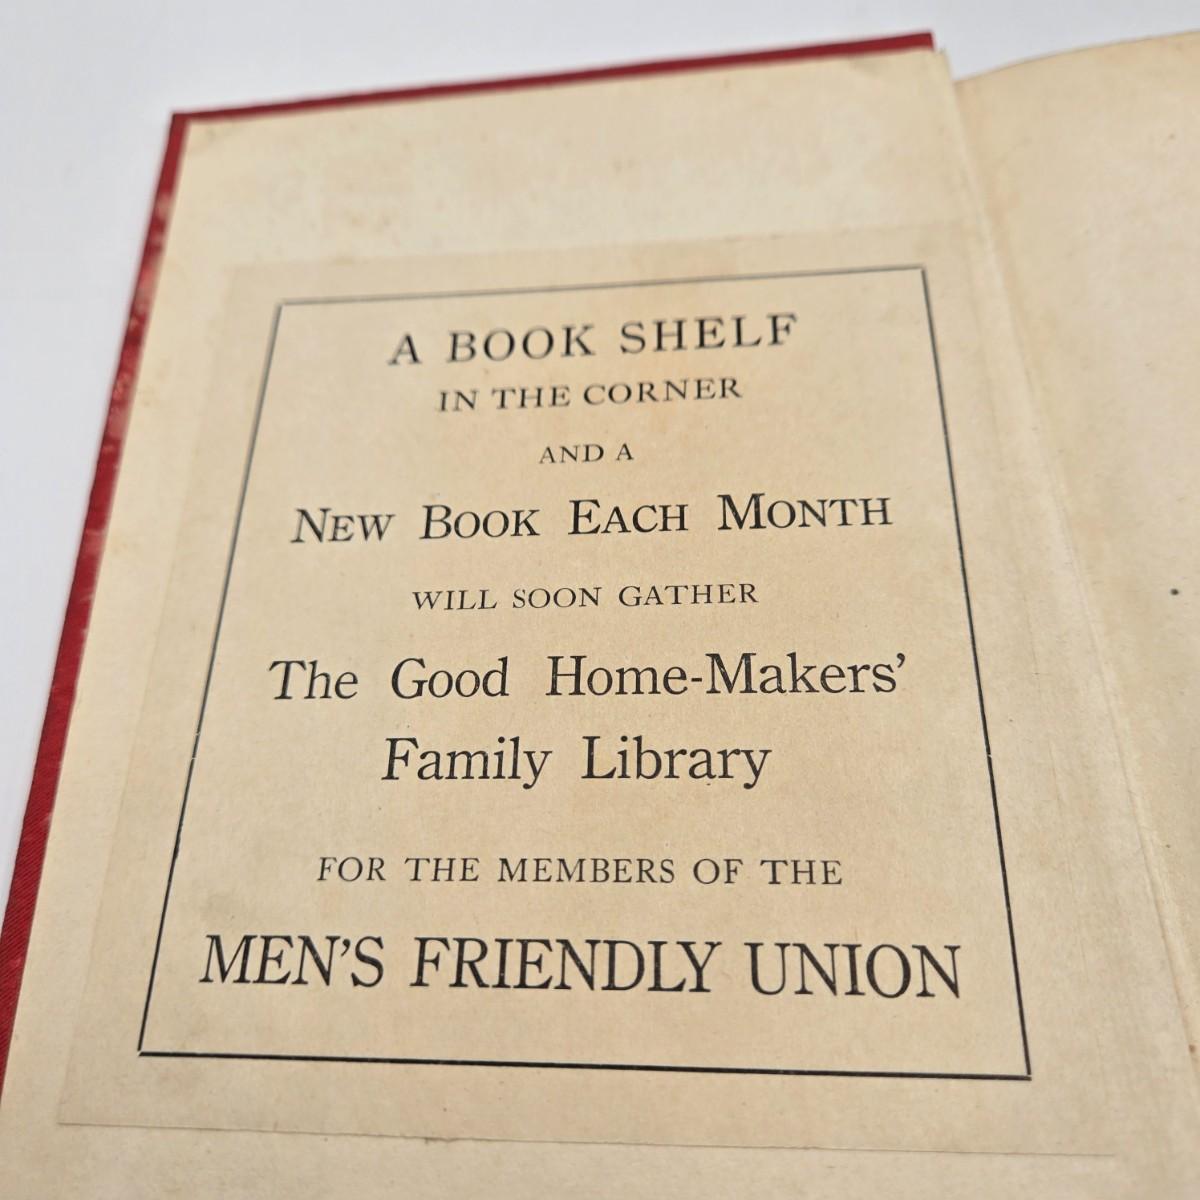 A BOOK SHELF
IN THE CORNER
AND A
NEW BOOK EACH MONTH
WILL SOON GATHER
The Good Home-Makers'
Family Library
FOR THE MEMBERS OF THE
MEN'S FRIENDLY UNION